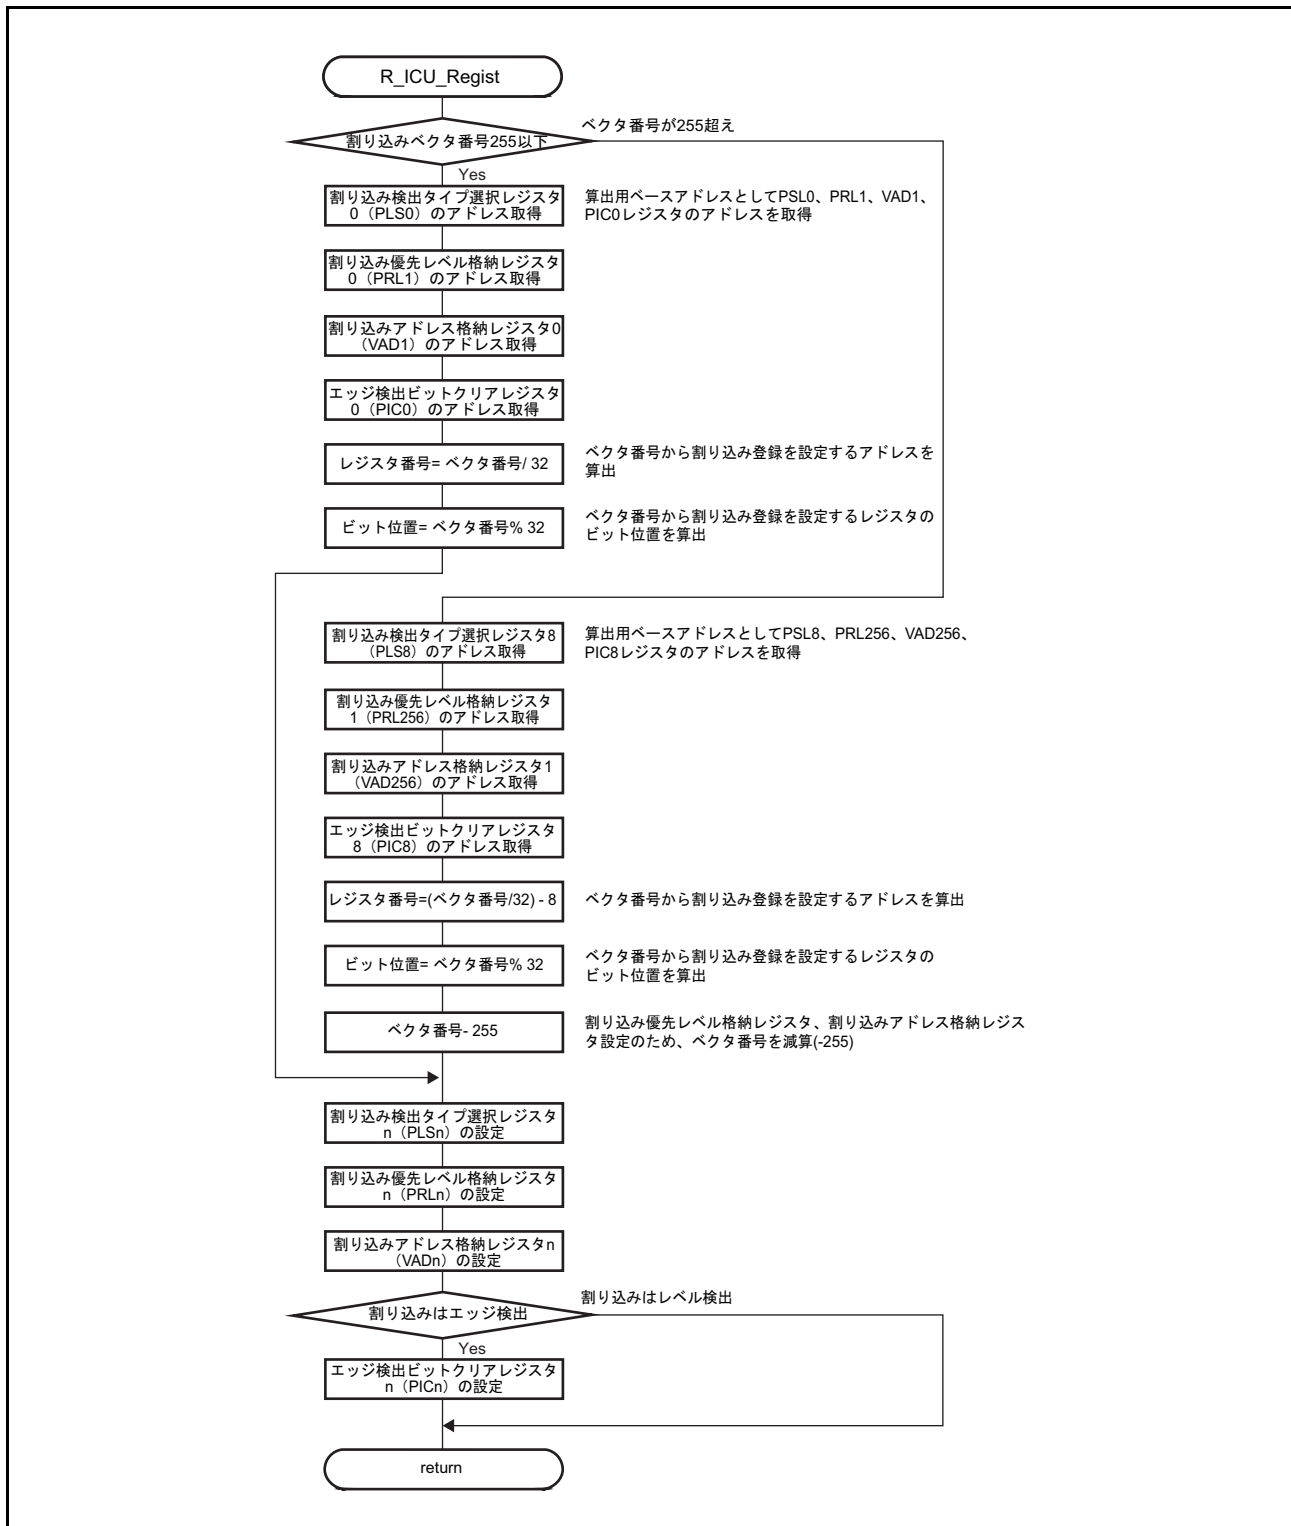 R_ICU_Regist
割り込みベクタ番号255以下
ベクタ番号が255超え
Yes
割り込み検出タイプ選択レジスタ
0（PLS0）のアドレス取得
算出用ベースアドレスとしてPSL0、PRL1、VAD1、
PIC0レジスタのアドレスを取得
割り込み優先レベル格納レジスタ
0（PRL1）のアドレス取得
割り込みアドレス格納レジスタ0
（VAD1）のアドレス取得
エッジ検出ビットクリアレジスタ
0（PIC0）のアドレス取得
レジスタ番号= ベクタ番号/ 32
ベクタ番号から割り込み登録を設定するアドレスを
算出
ビット位置= ベクタ番号% 32
ベクタ番号から割り込み登録を設定するレジスタの
ビット位置を算出
割り込み検出タイプ選択レジスタ8
（PLS8）のアドレス取得
算出用ベースアドレスとしてPSL8、PRL256、VAD256、
PIC8レジスタのアドレスを取得
割り込み優先レベル格納レジスタ
1（PRL256）のアドレス取得
割り込みアドレス格納レジスタ1
（VAD256）のアドレス取得
エッジ検出ビットクリアレジスタ
8（PIC8）のアドレス取得
レジスタ番号=(ベクタ番号/32) - 8
ベクタ番号から割り込み登録を設定するアドレスを算出
ビット位置= ベクタ番号% 32
ベクタ番号から割り込み登録を設定するレジスタの
ビット位置を算出
ベクタ番号- 255
割り込み優先レベル格納レジスタ、割り込みアドレス格納レジス
タ設定のため、ベクタ番号を減算(-255)
割り込み検出タイプ選択レジスタ
n（PLSn）の設定
割り込み優先レベル格納レジスタ
n（PRLn）の設定
割り込みアドレス格納レジスタn
（VADn）の設定
割り込みはエッジ検出
割り込みはレベル検出
Yes
エッジ検出ビットクリアレジスタ
n（PICn）の設定
return